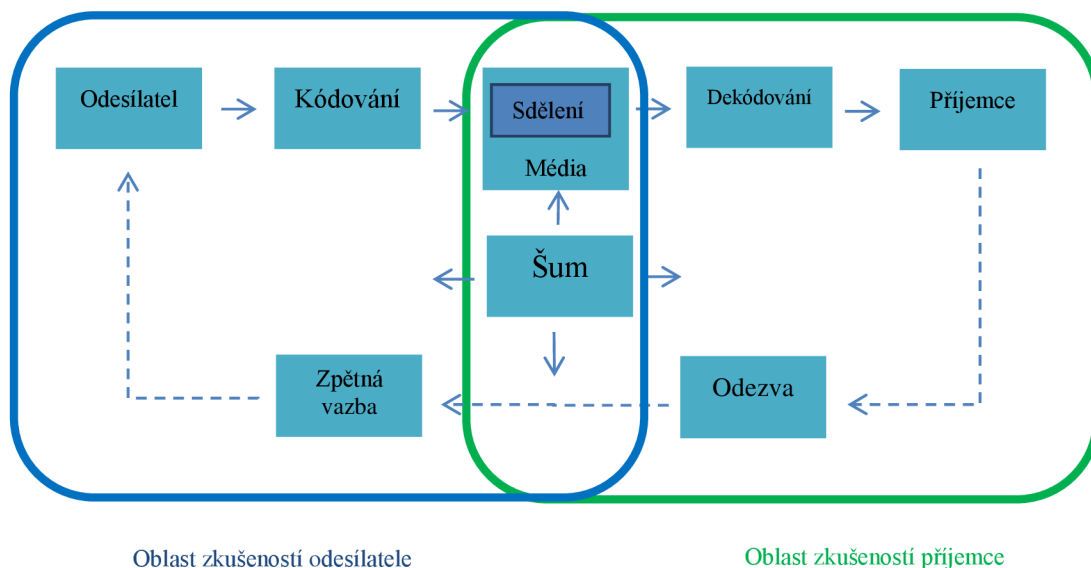 Odesílatel
Kódování
Sdělení
Média
Dekódování
Příjemce
Šum
Zpětná
vazba
Odezva
Oblast zkušeností odesílatele
Oblast zkušeností příjemce